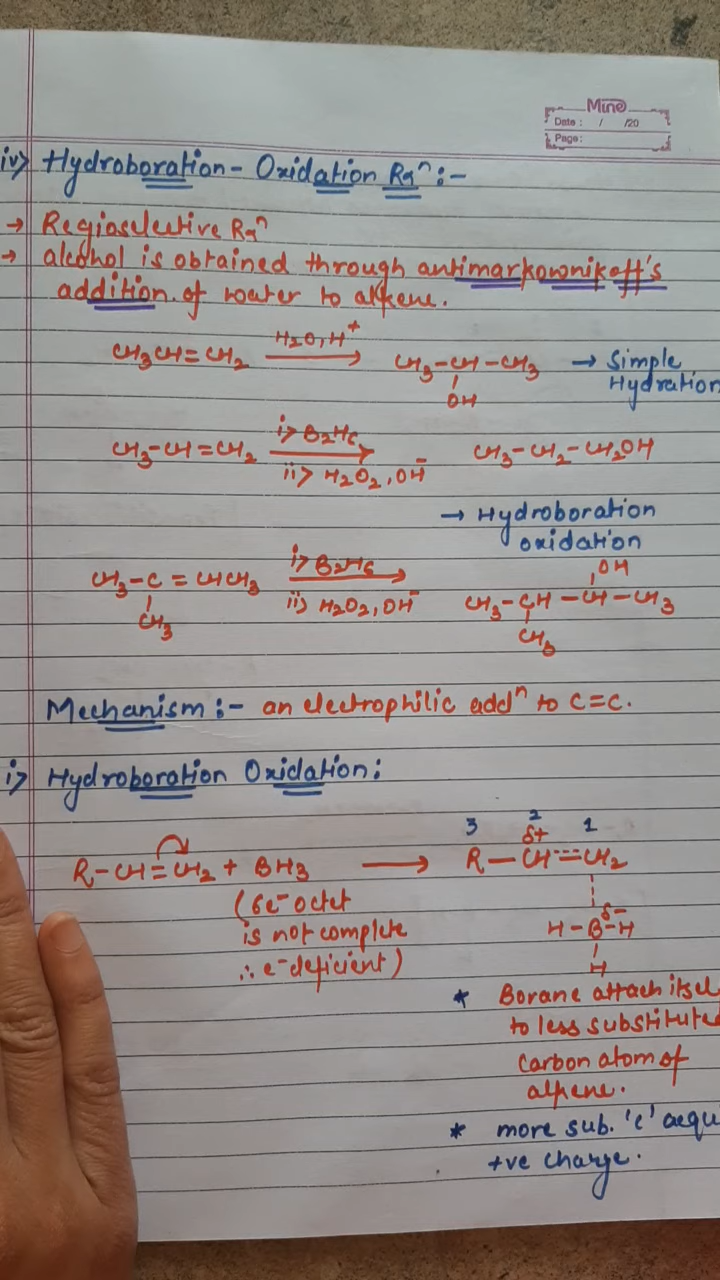 Mine
Date : / /20
Page:
iv> Hydroboration - Oxidation Rxⁿ :-
→ Regioselective Rxⁿ
→ alcohol is obtained through antimarkownikoff's
addition of water to alkene.
CH₃CH=CH₂ H₂O, H⁺ CH₃-CH-CH₃ → Simple
OH Hydration
CH₃-CH=CH₂ i> B₂H₆ CH₃-CH₂-CH₂OH
ii> H₂O₂, OH⁻
→ Hydroboration
oxidation
OH
CH₃-C=CHCH₃ i> B₂H₆ CH₃-CH-CH-CH₃
CH₃ ii> H₂O₂, OH⁻ CH₃
Mechanism :- an electrophilic addⁿ to C=C.
i> Hydroboration Oxidation :
3 2 1
δ+
R-CH=CH₂ + BH₃ → R-CH=CH₂
(6e⁻ octet δ-
is not complete H-B-H
∴ e⁻deficient) H
* Borane attach itsel
to less substituted
carbon atom of
alkene.
* more sub. 'c' aequ
+ve charge.